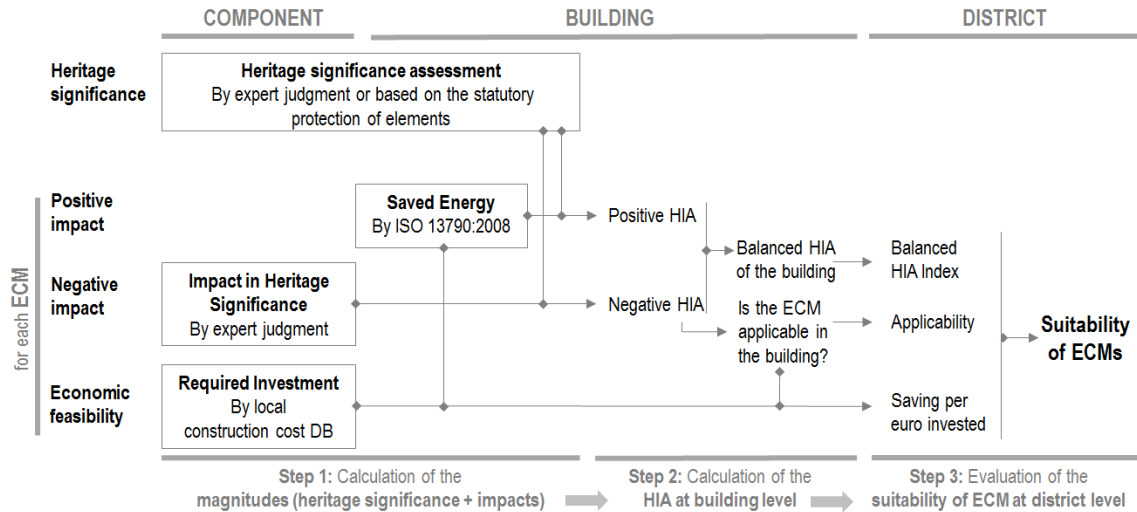 COMPONENT
BUILDING
DISTRICT
Heritage
significance
Heritage significance assessment
By expert judgment or based on the statutory
protection of elements
for each ECM
Positive
impact
Saved Energy
By ISO 13790:2008
Positive HIA
Balanced HIA
of the building
Balanced
HIA Index
Negative
impact
Impact in Heritage
Significance
By expert judgment
Negative HIA
Is the ECM
applicable in
the building?
Applicability
Suitability
of ECMs
Economic
feasibility
Required Investment
By local
construction cost DB
Saving per
euro invested
Step 1: Calculation of the
magnitudes (heritage significance + impacts)
Step 2: Calculation of the
HIA at building level
Step 3: Evaluation of the
suitability of ECM at district level